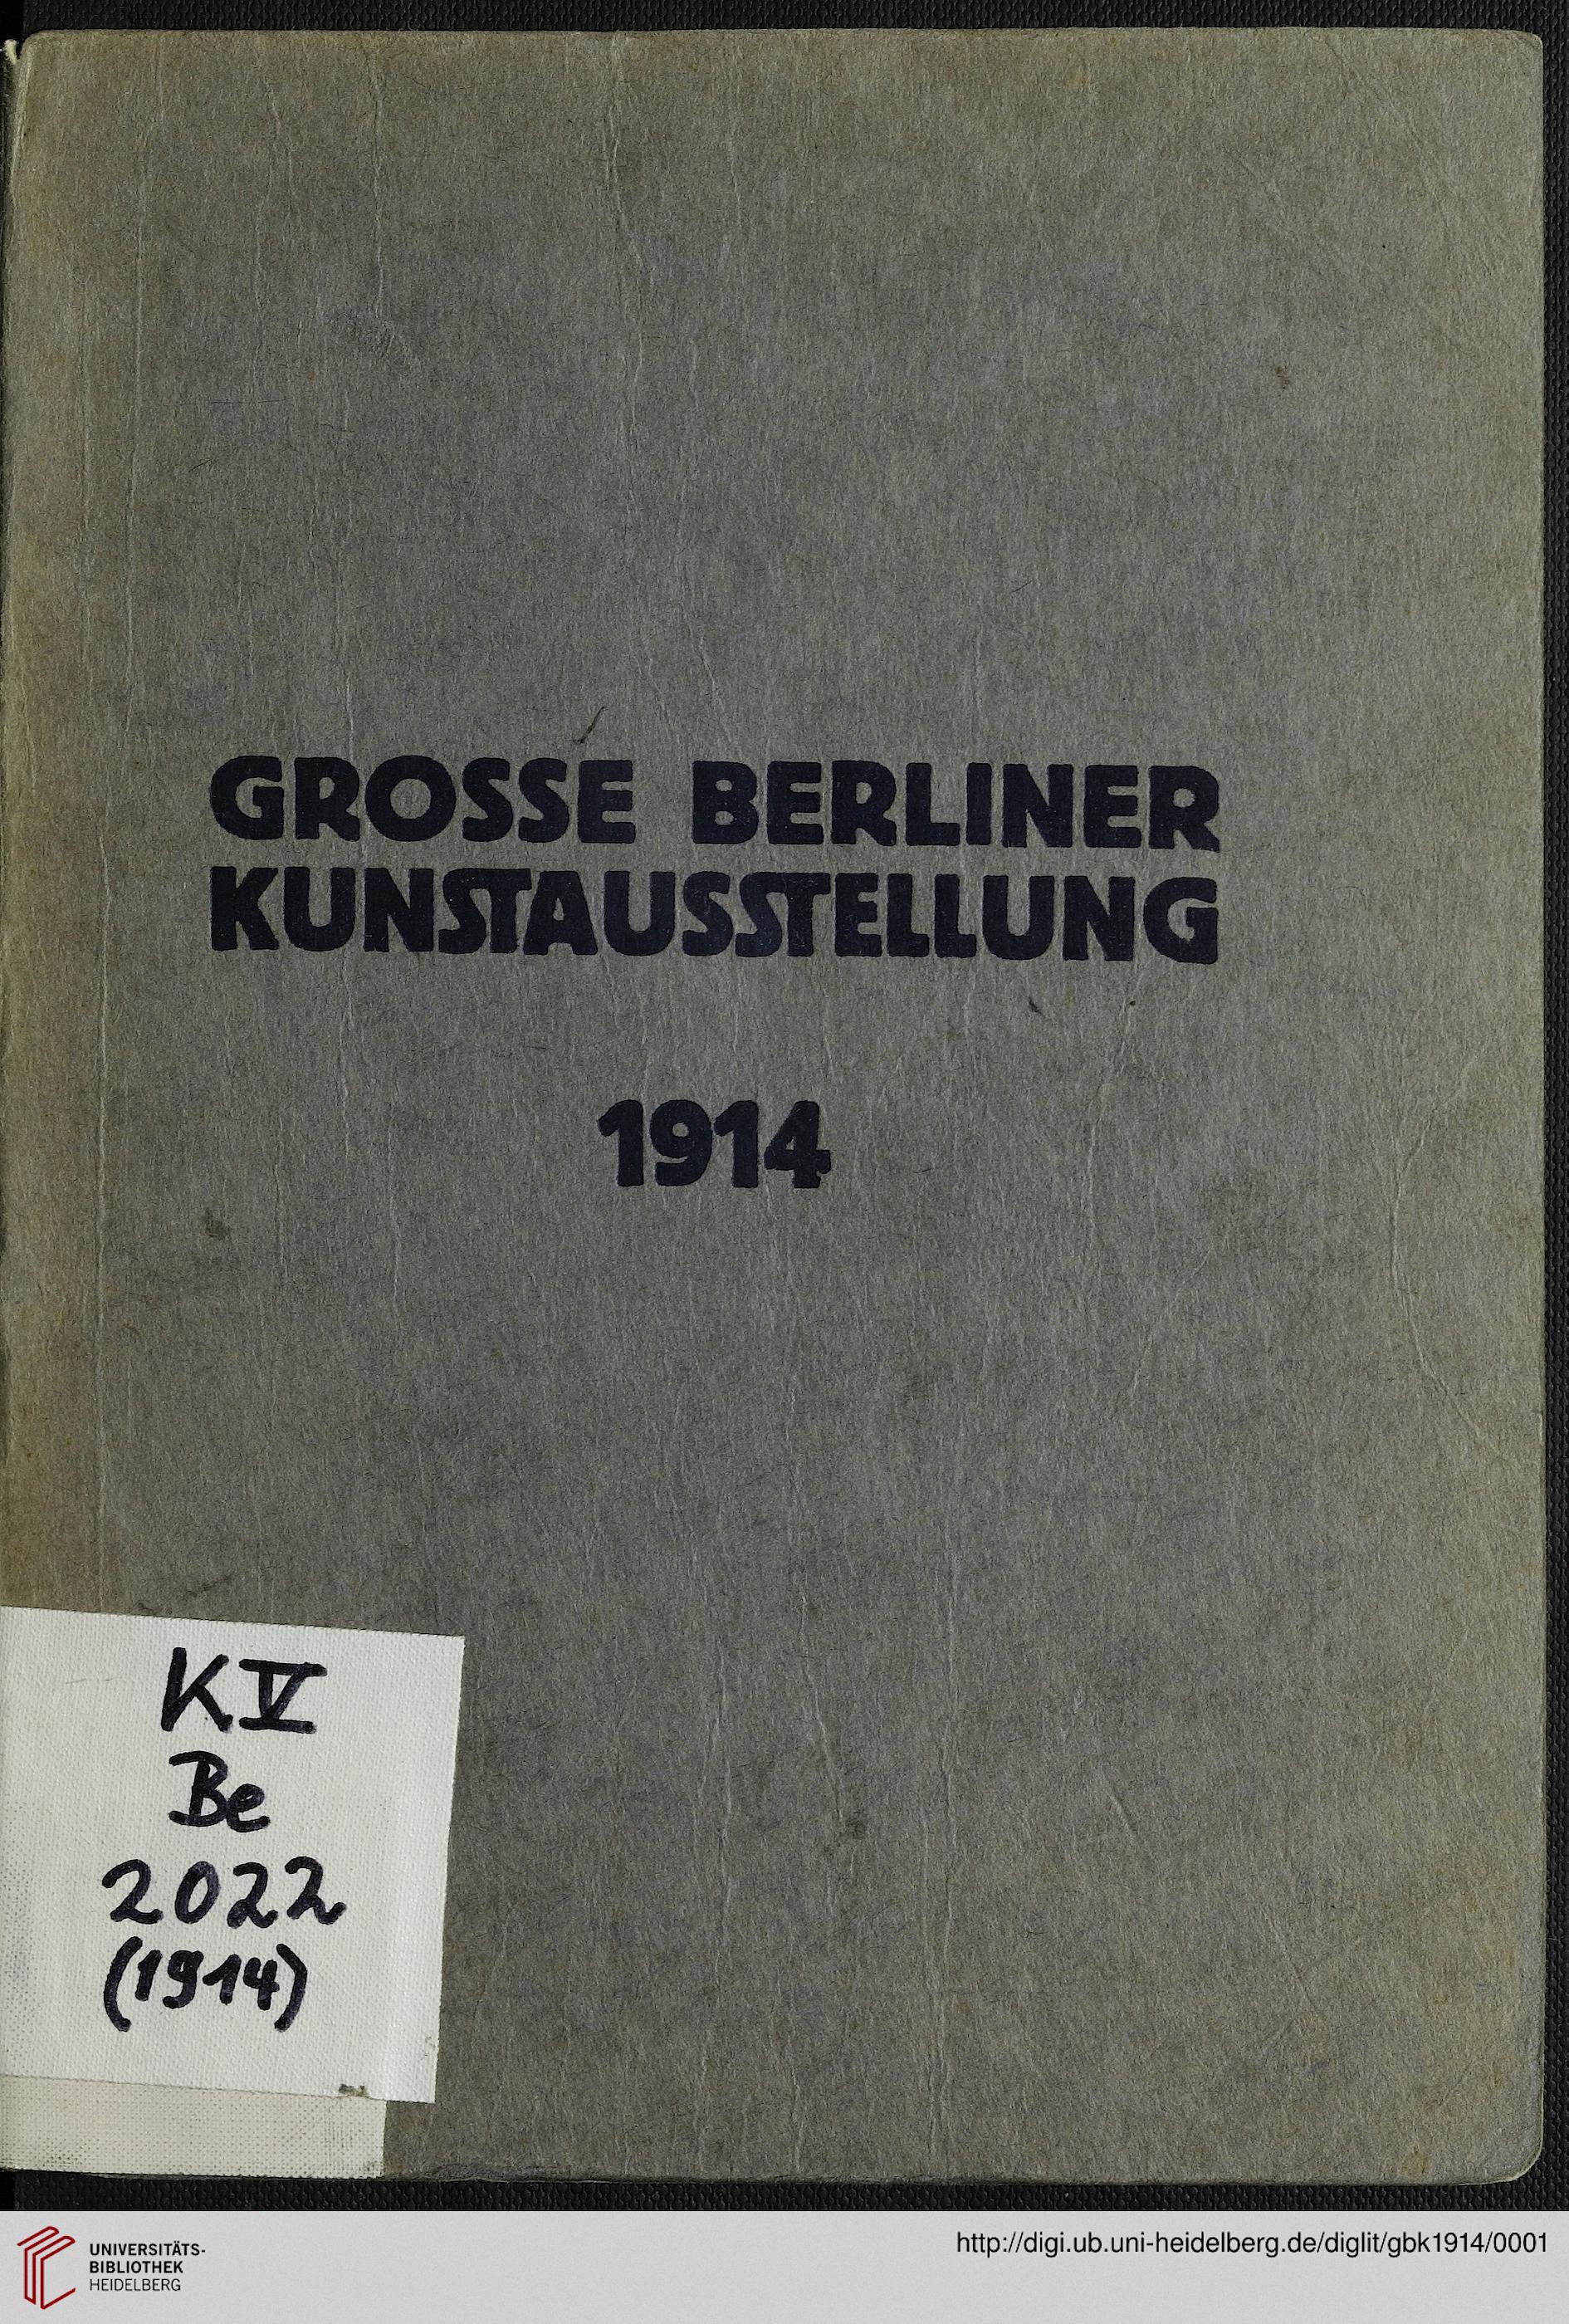 GROSSE BERLINER
KUNSTAUSSTELLUNG
1914
KV
Be
2022
(1914)
UNIVERSITÄTS-
BIBLIOTHEK
HEIDELBERG
http://digi.ub.uni-heidelberg.de/diglit/gbk1914/0001